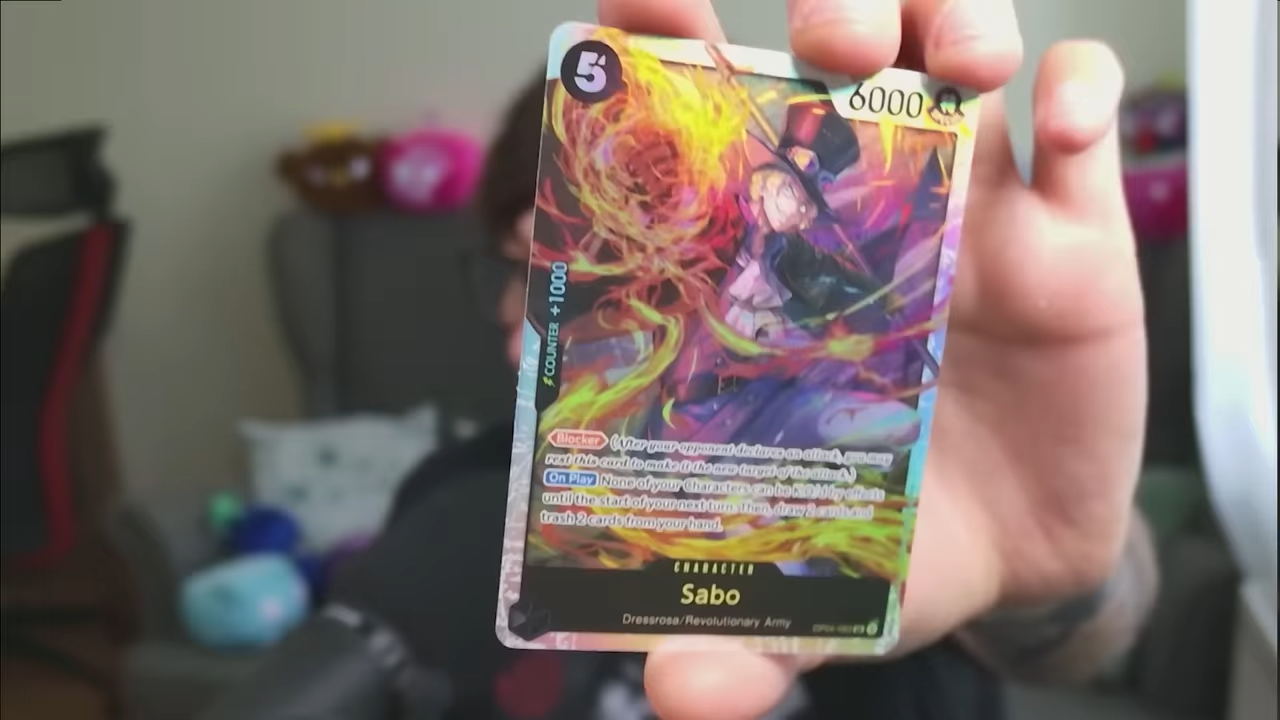 5
6000
COUNTER +1000
Blocker (After your opponent declares an attack, you may
rest this card to make it the new target of the attack.)
On Play None of your Characters can be K.O.'d by effects
until the start of your next turn. Then, draw 2 cards and
trash 2 cards from your hand.
CHARACTER
Sabo
Dressrosa/Revolutionary Army